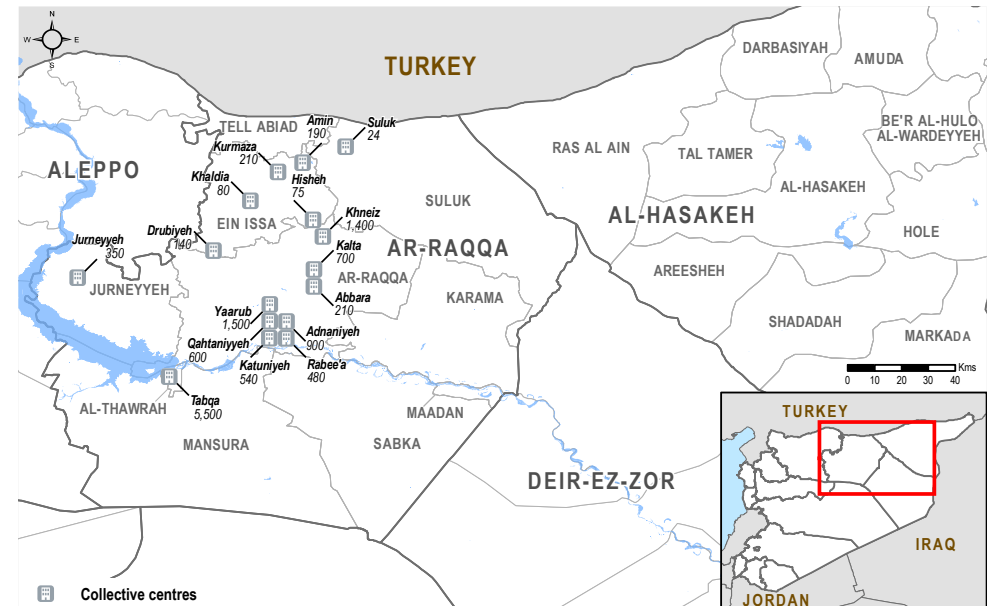 N
W
E
S
TURKEY
DARBASIYAH
AMUDA
BE'R AL-HULO
AL-WARDEYYEH
TELL ABIAD
Amin
190
Suluk
24
Kurmaza
210
RAS AL AIN
TAL TAMER
ALEPPO
Khaldia
80
Hisheh
75
AL-HASAKEH
SULUK
Khneiz
1,400
EIN ISSA
AL-HASAKEH
Drubiyeh
140
HOLE
Jurneyyeh
350
Kalta
700
AR-RAQQA
AR-RAQQA
AREESHEH
JURNEYYEH
Abbara
210
KARAMA
Yaarub
1,500
SHADADAH
MARKADA
Qahtaniyyeh
600
Adnaniyeh
900
Katuniyeh
540
Rabee'a
480
Kms
0 10 20 30 40
Tabqa
5,500
AL-THAWRAH
MAADAN
MANSURA
SABKA
DEIR-EZ-ZOR
TURKEY
IRAQ
JORDAN
Collective centres